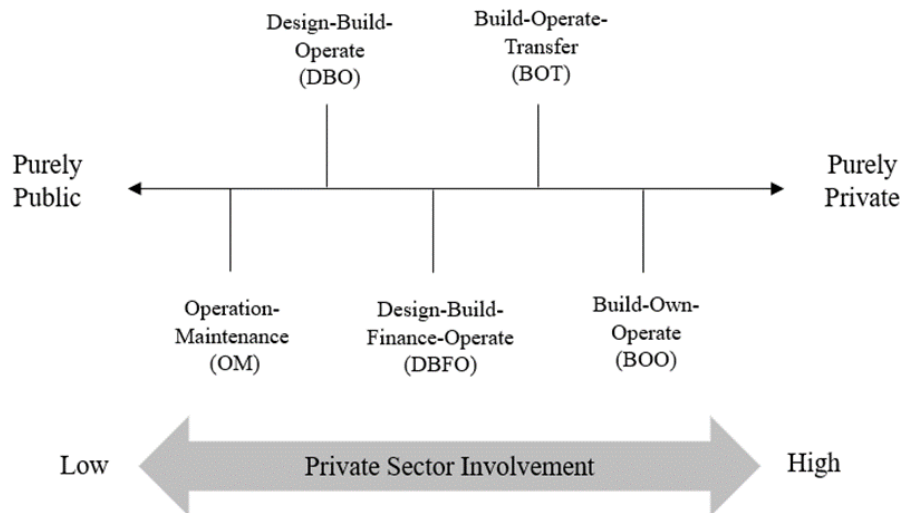 Design-Build-
Operate
(DBO)
Build-Operate-
Transfer
(BOT)
Purely
Public
Purely
Private
Operation-
Maintenance
(OM)
Design-Build-
Finance-Operate
(DBFO)
Build-Own-
Operate
(BOO)
Low
Private Sector Involvement
High